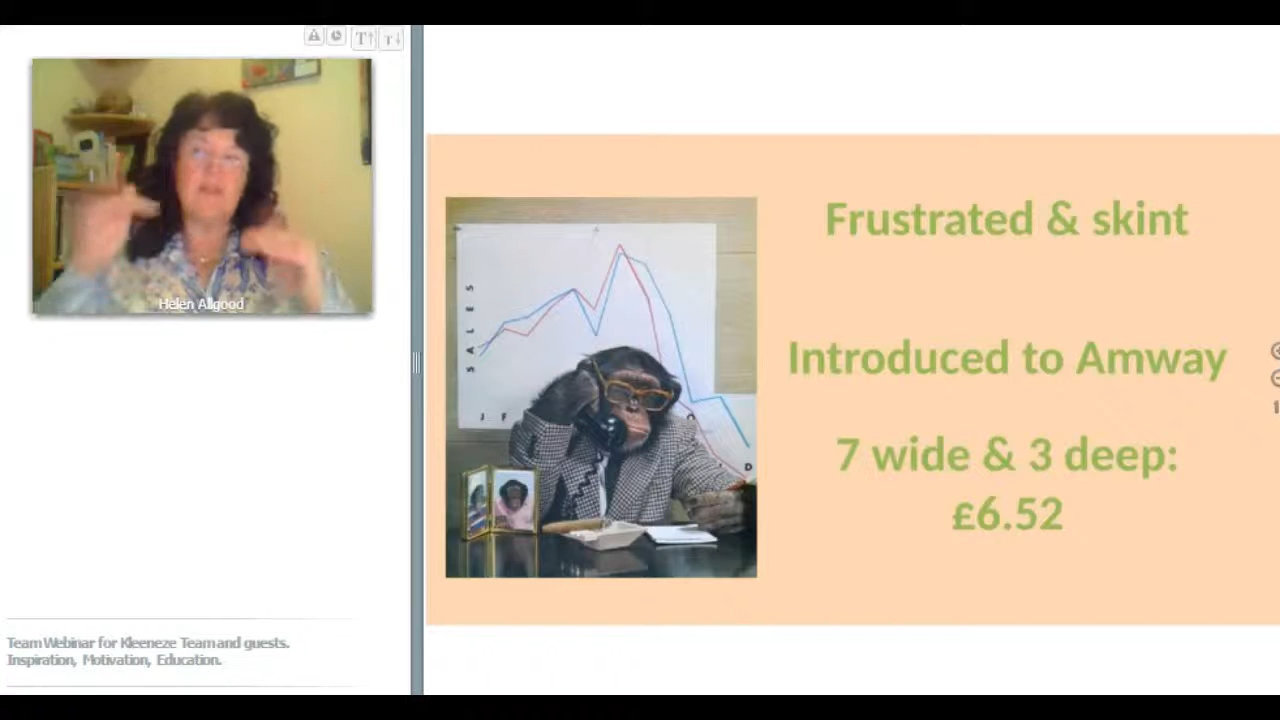 T↑ T↓
Helen Allgood
Team Webinar for Kleeneze Team and guests.
Inspiration, Motivation, Education.
Frustrated & skint
Introduced to Amway
7 wide & 3 deep:
£6.52
SALES
J F
D